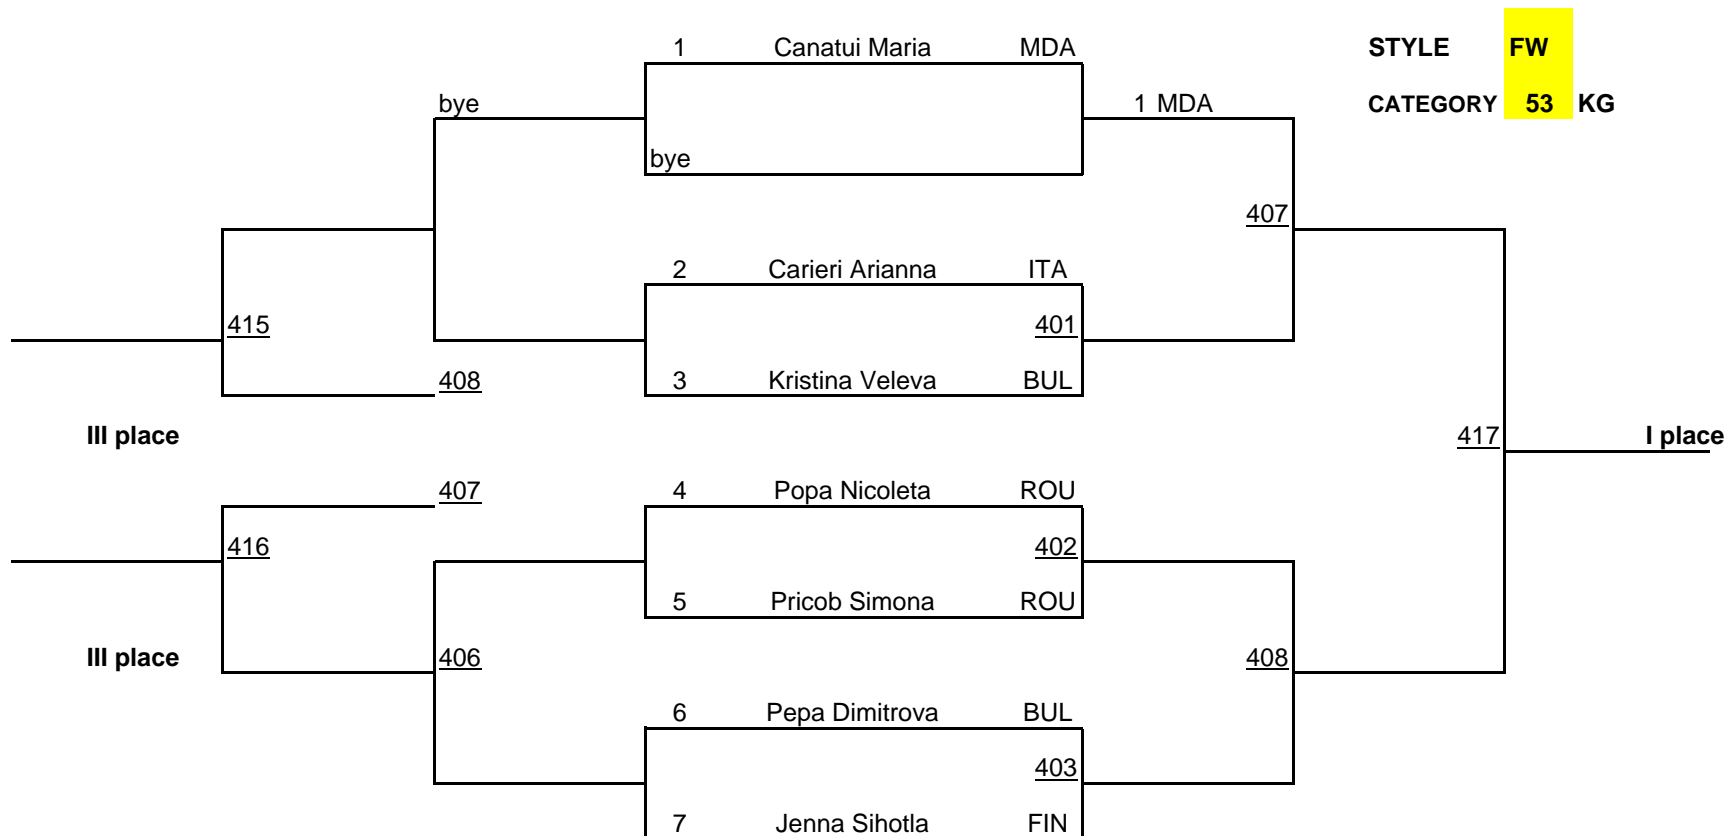 1 Canatui Maria MDA STYLE FW
bye 1 MDA CATEGORY 53 KG
bye
407
2 Carieri Arianna ITA
415 401
408 3 Kristina Veleva BUL
III place 417 I place
407 4 Popa Nicoleta ROU
416 402
5 Pricob Simona ROU
III place 406 408
6 Pepa Dimitrova BUL
403
7 Jenna Sihotla FIN